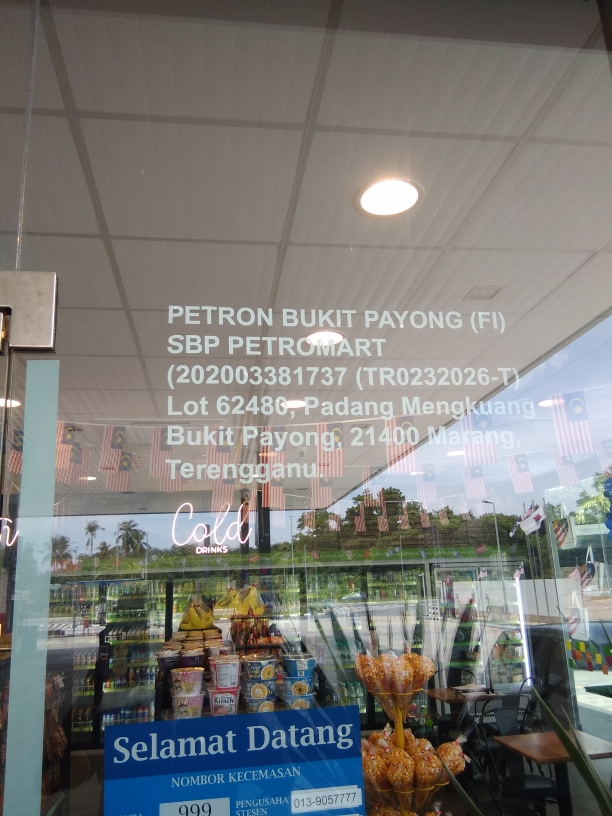 PETRON BUKIT PAYONG (FI)
SBP PETROMART
(202003381737 (TR0232026-T)
Lot 62480, Padang Mengkuang
Bukit Payong, 21400 Marang,
Terengganu.
Cold
DRINKS
Selamat Datang
NOMBOR KECEMASAN
999
PENGUSAHA
STESEN
013-9057777